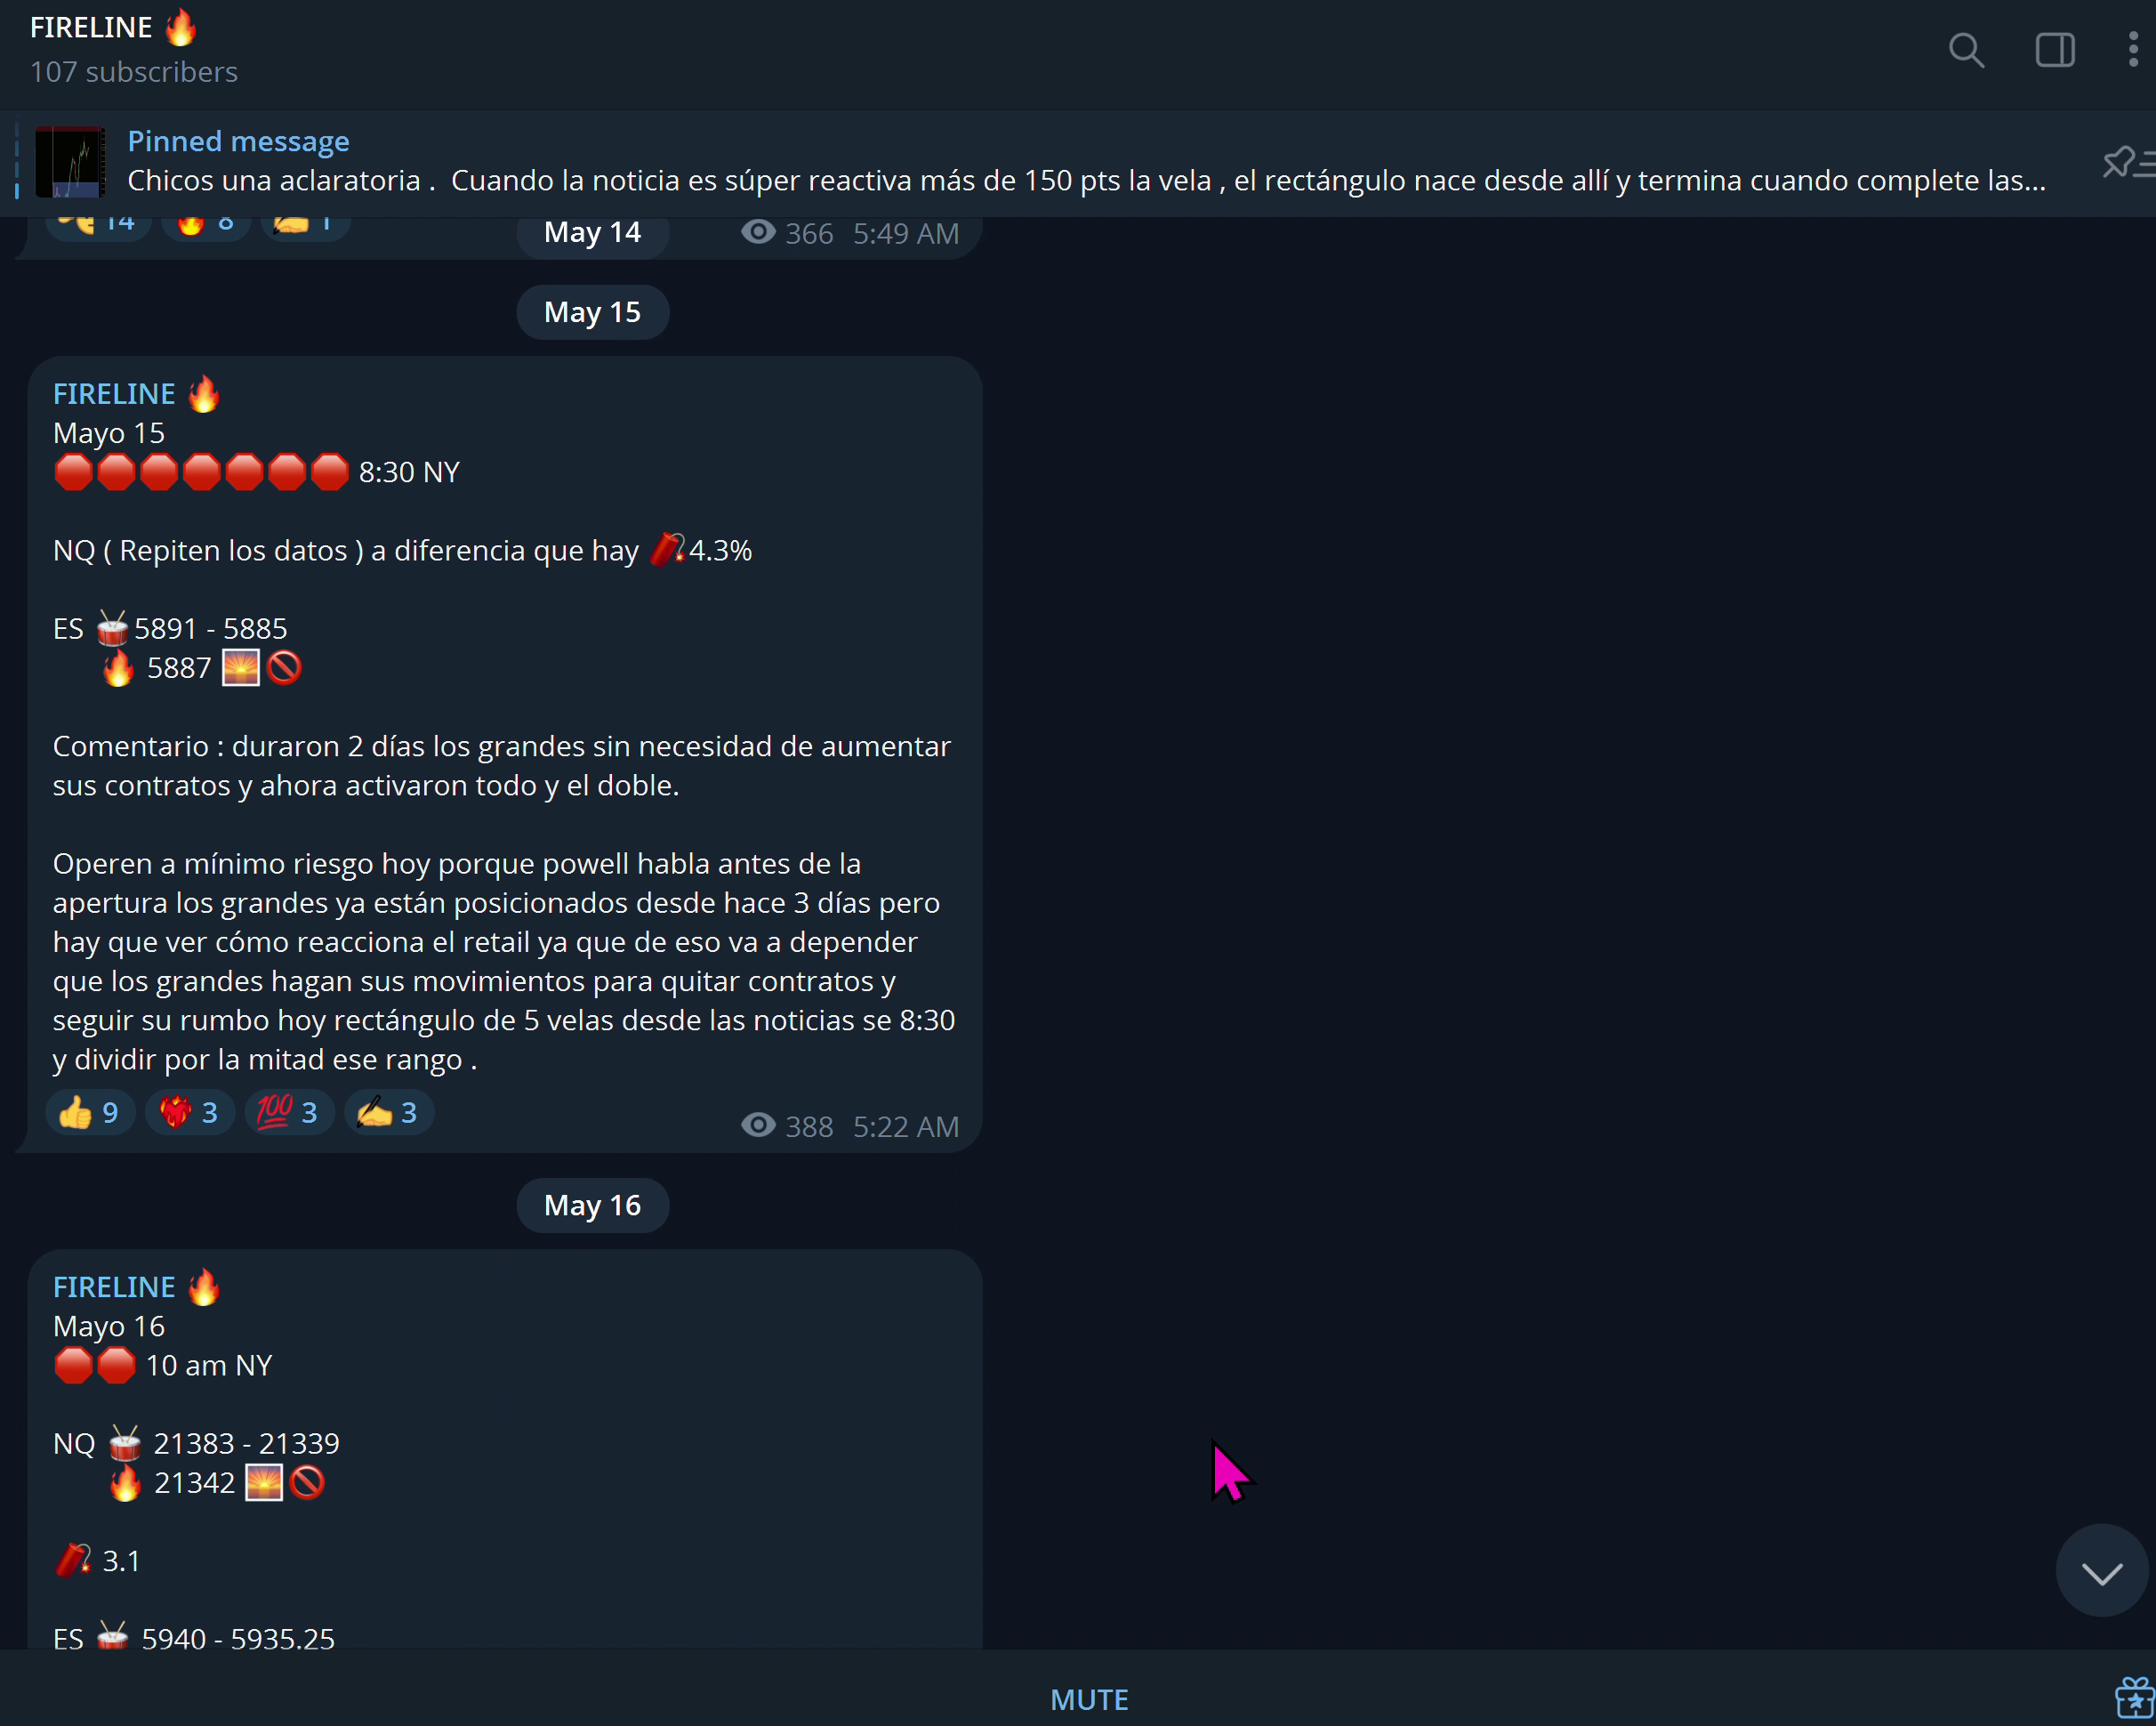 FIRELINE 🔥
107 subscribers
Pinned message
Chicos una aclaratoria .  Cuando la noticia es súper reactiva más de 150 pts la vela , el rectángulo nace desde allí y termina cuando complete las...
14 8 1
May 14
366 5:49 AM
May 15
FIRELINE 🔥
Mayo 15
🛑🛑🛑🛑🛑🛑🛑 8:30 NY
NQ ( Repiten los datos ) a diferencia que hay 🧨4.3%
ES 🥁5891 - 5885
🔥 5887 🌅🚫
Comentario : duraron 2 días los grandes sin necesidad de aumentar
sus contratos y ahora activaron todo y el doble.
Operen a mínimo riesgo hoy porque powell habla antes de la
apertura los grandes ya están posicionados desde hace 3 días pero
hay que ver cómo reacciona el retail ya que de eso va a depender
que los grandes hagan sus movimientos para quitar contratos y
seguir su rumbo hoy rectángulo de 5 velas desde las noticias se 8:30
y dividir por la mitad ese rango .
👍 9 ❤️‍🔥 3 💯 3 ✍️ 3
388 5:22 AM
May 16
FIRELINE 🔥
Mayo 16
🛑🛑 10 am NY
NQ 🥁 21383 - 21339
🔥 21342 🌅🚫
🧨 3.1
ES 🥁 5940 - 5935.25
MUTE